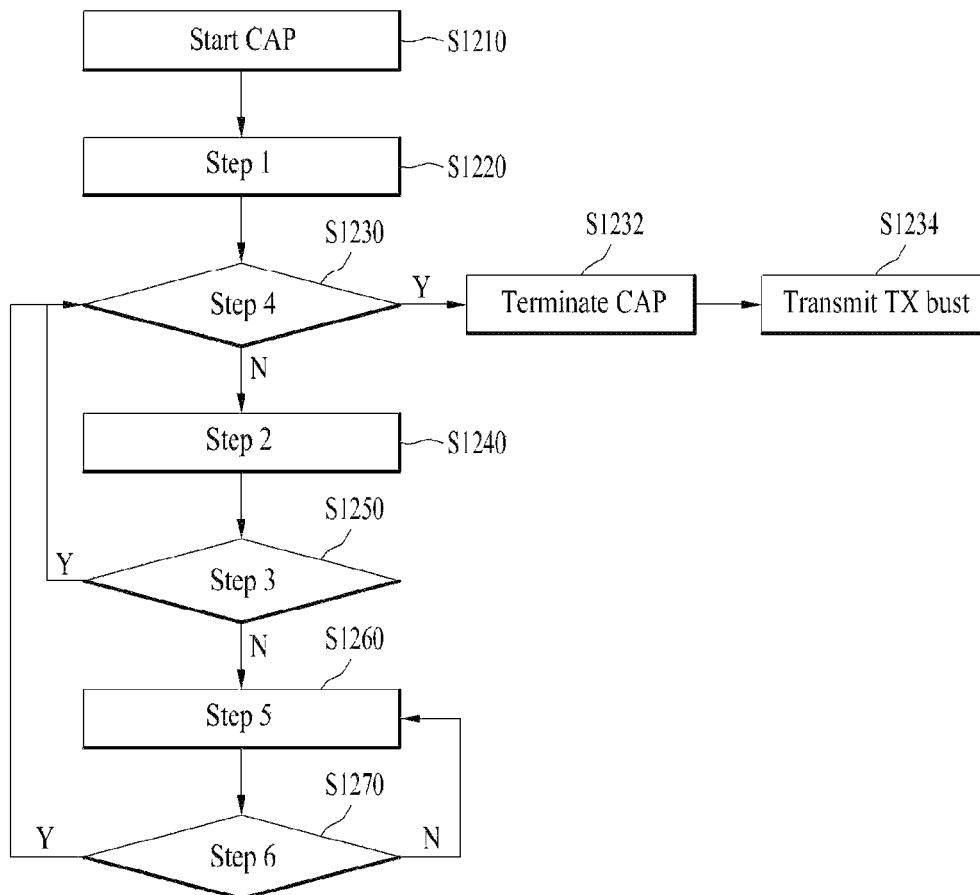 Start CAP
S1210
Step 1
S1220
S1230
Step 4
Y
N
S1232
Terminate CAP
S1234
Transmit TX bust
Step 2
S1240
S1250
Step 3
Y
N
S1260
Step 5
S1270
Step 6
Y
N